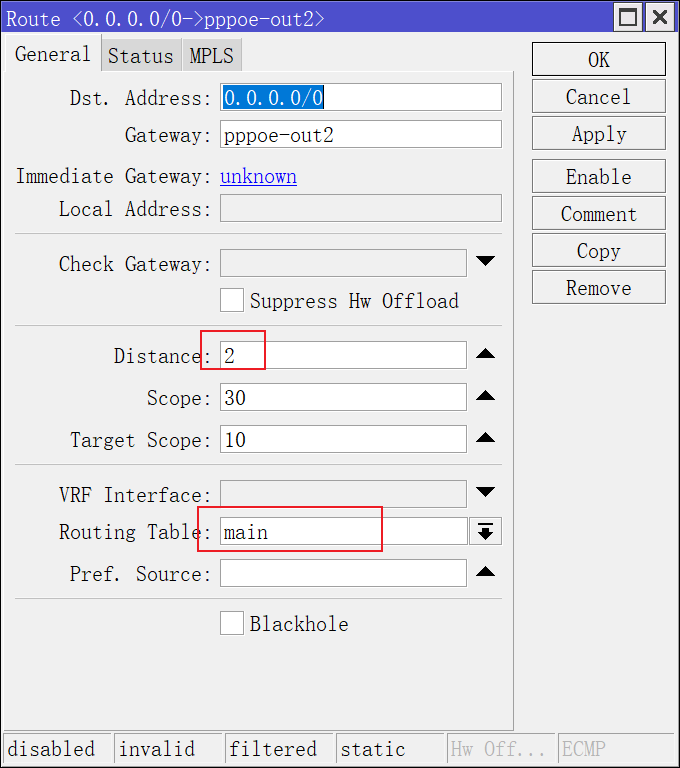 Route <0.0.0.0/0->pppoe-out2>
General Status MPLS
Dst. Address: 0.0.0.0/0
Gateway: pppoe-out2
Immediate Gateway: unknown
Local Address:
Check Gateway:
Suppress Hw Offload
Distance: 2
Scope: 30
Target Scope: 10
VRF Interface:
Routing Table: main
Pref. Source:
Blackhole
OK
Cancel
Apply
Enable
Comment
Copy
Remove
disabled invalid filtered static Hw Off... ECMP